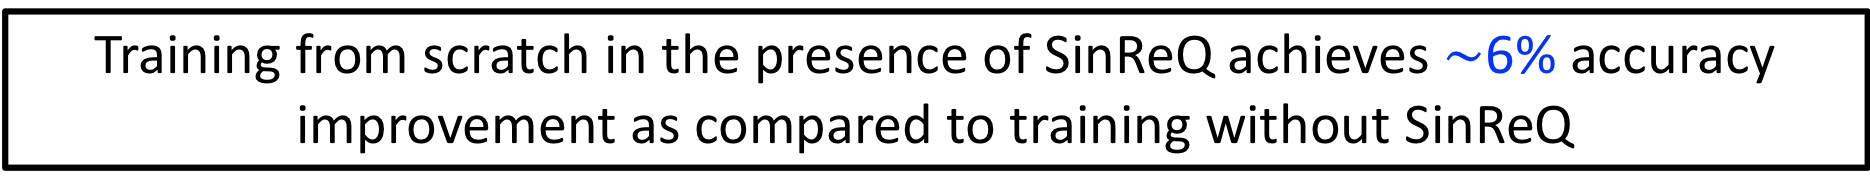 Training from scratch in the presence of SinReQ achieves ~6% accuracy
improvement as compared to training without SinReQ